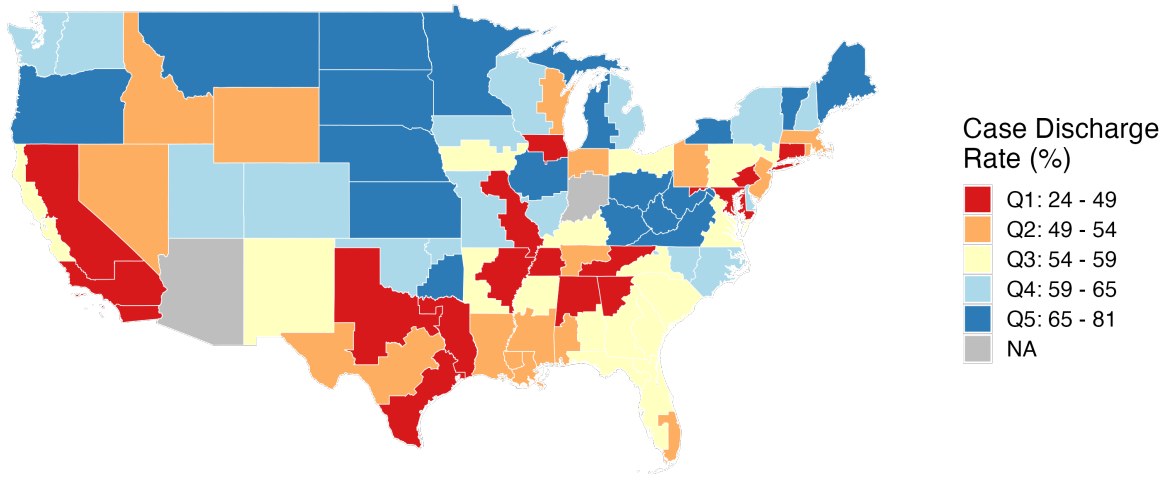 Case Discharge
Rate (%)
Q1: 24 - 49
Q2: 49 - 54
Q3: 54 - 59
Q4: 59 - 65
Q5: 65 - 81
NA